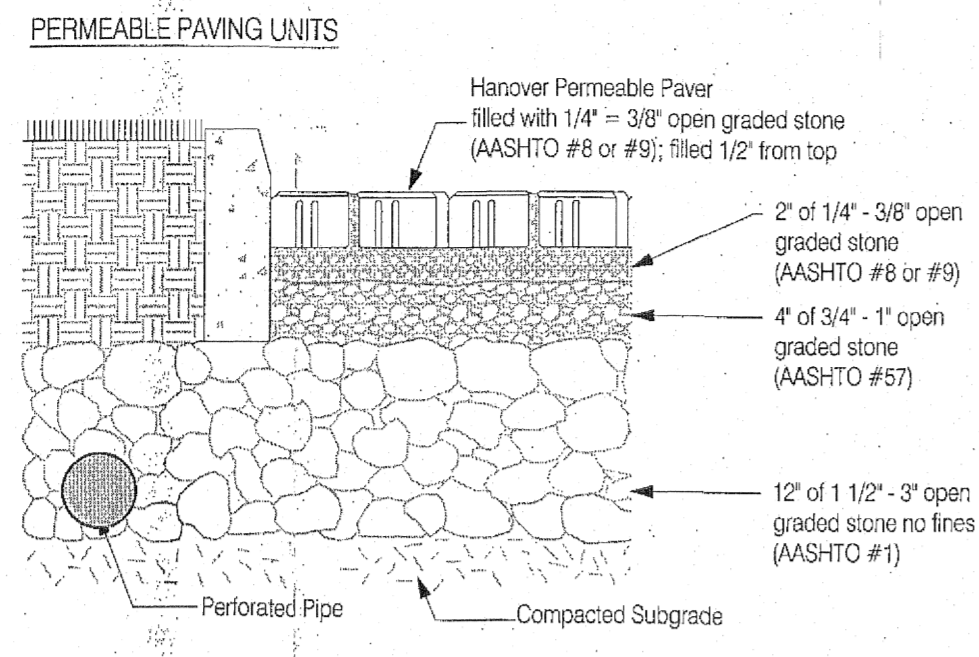 PERMEABLE PAVING UNITS
Hanover Permeable Paver
filled with 1/4" = 3/8" open graded stone
(AASHTO #8 or #9); filled 1/2" from top
2" of 1/4" - 3/8" open
graded stone
(AASHTO #8 or #9)
4" of 3/4" - 1" open
graded stone
(AASHTO #57)
12" of 1 1/2" - 3" open
graded stone no fines
(AASHTO #1)
Perforated Pipe
Compacted Subgrade